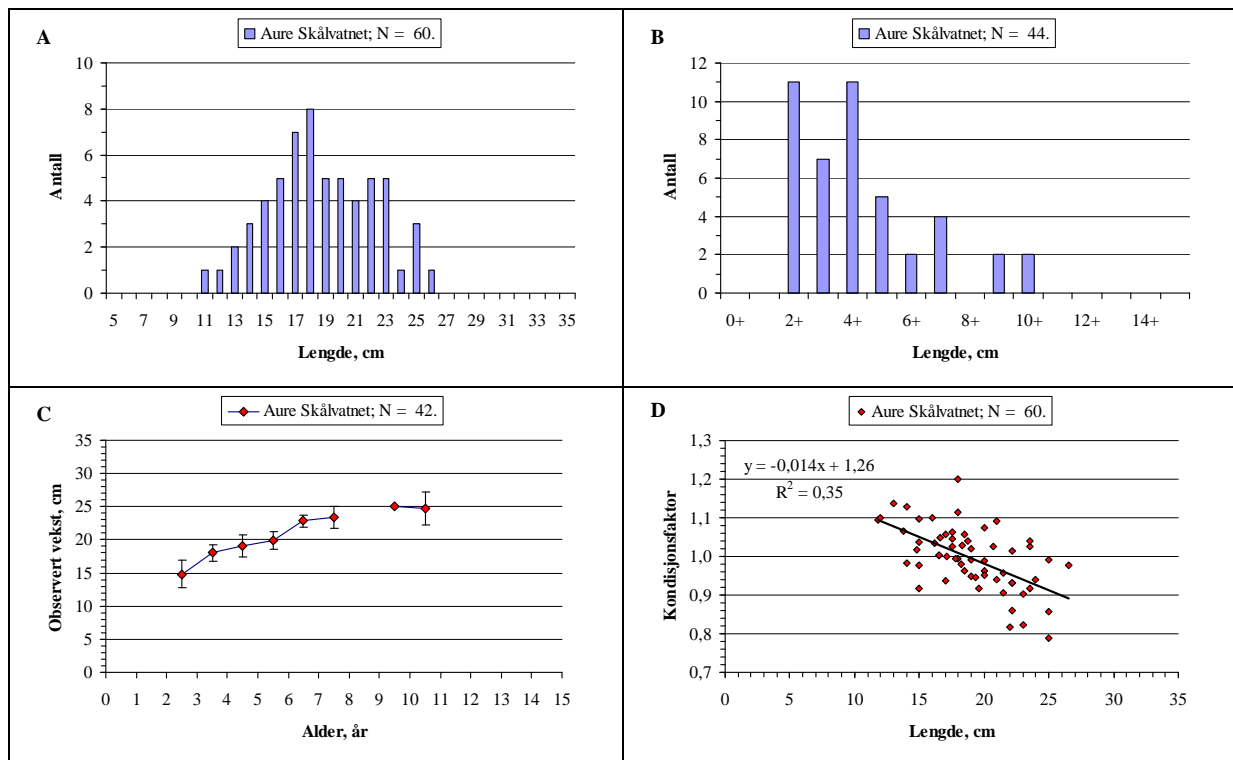 A
Aure Skålvatnet; N = 60.
Antall
10
8
6
4
2
0
5 7 9 11 13 15 17 19 21 23 25 27 29 31 33 35
Lengde, cm
B
Aure Skålvatnet; N = 44.
Antall
12
10
8
6
4
2
0
0+ 2+ 4+ 6+ 8+ 10+ 12+ 14+
Lengde, cm
C
Aure Skålvatnet; N = 42.
Observert vekst, cm
35
30
25
20
15
10
5
0
0 1 2 3 4 5 6 7 8 9 10 11 12 13 14 15
Alder, år
D
Aure Skålvatnet; N = 60.
Kondisjonsfaktor
1,3
1,2
1,1
1,0
0,9
0,8
0,7
y = -0,014x + 1,26
R² = 0,35
0 5 10 15 20 25 30 35
Lengde, cm